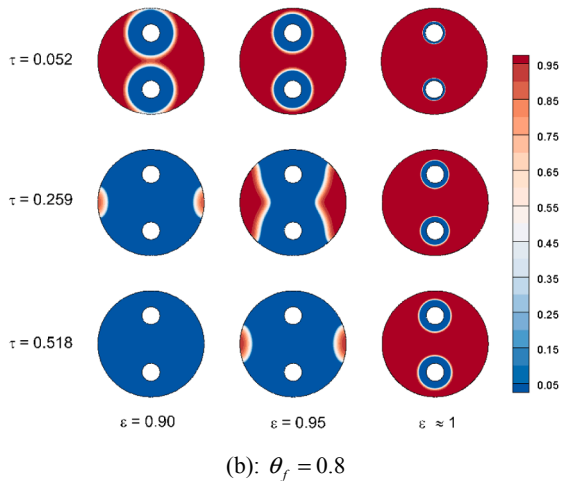 τ = 0.052
τ = 0.259
τ = 0.518
ε = 0.90 ε = 0.95 ε ≈ 1
0.95
0.85
0.75
0.65
0.55
0.45
0.35
0.25
0.15
0.05
(b): θ_f = 0.8